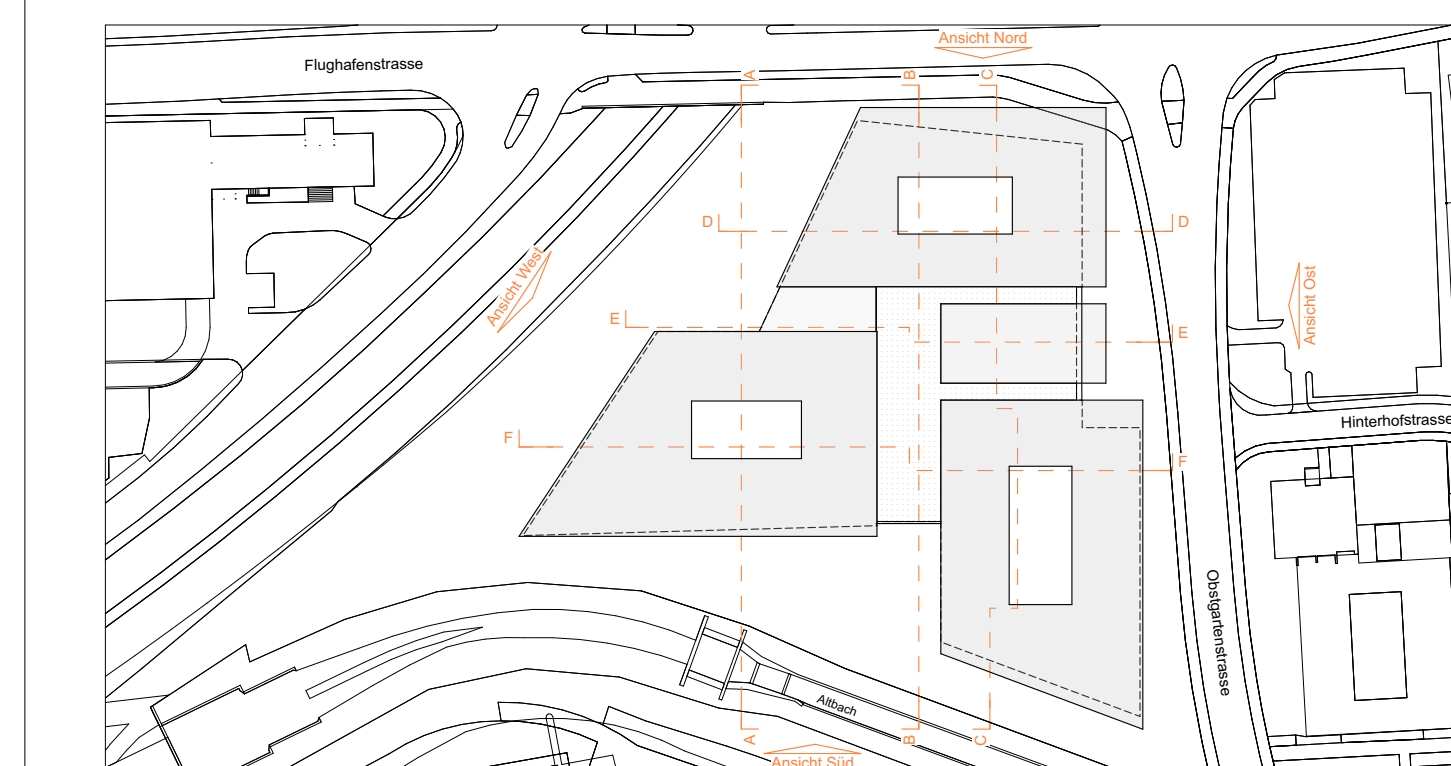 Ansicht Nord
Flughafenstrasse
A
B
C
D
D
Ansicht West
Ansicht Ost
E
E
Hinterhofstrasse
F
F
Obstgartenstrasse
Altbach
A
B
C
Ansicht Süd